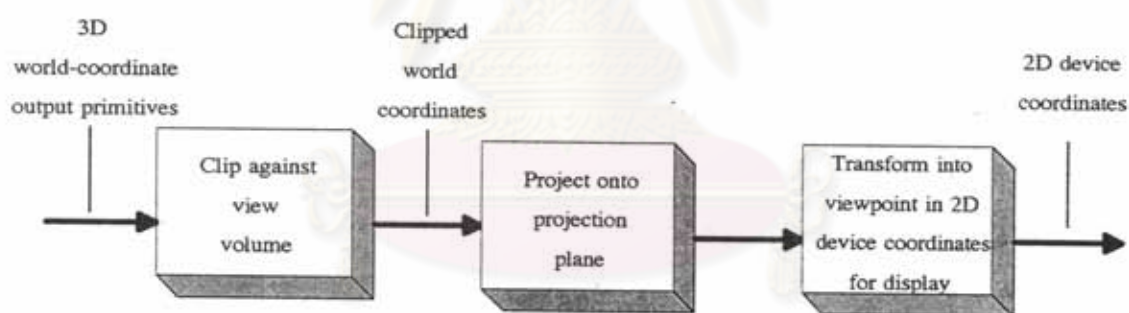 3D
world-coordinate
output primitives
Clip against
view
volume
Clipped
world
coordinates
Project onto
projection
plane
Transform into
viewpoint in 2D
device coordinates
for display
2D device
coordinates